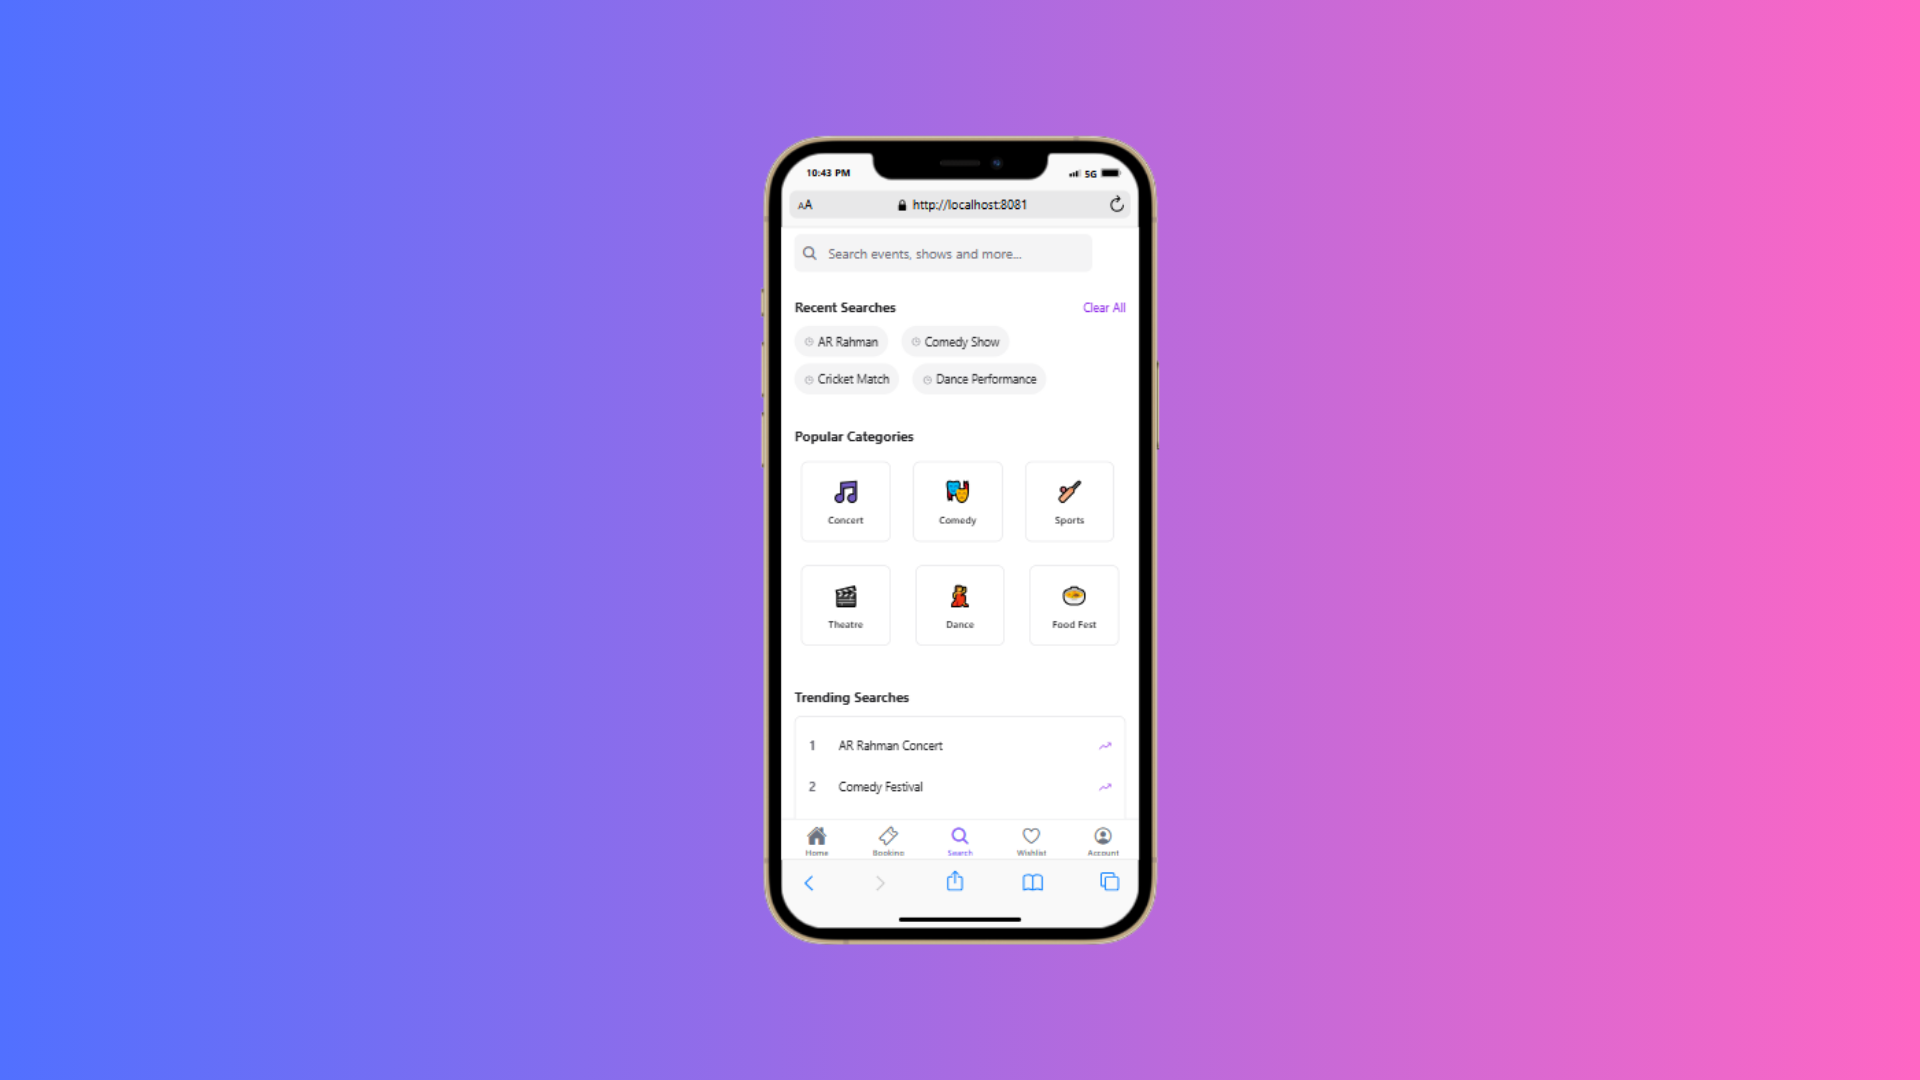 10:43 PM 5G
AA http://localhost:8081
Search events, shows and more...
Recent Searches Clear All
AR Rahman Comedy Show
Cricket Match Dance Performance
Popular Categories
Concert Comedy Sports
Theatre Dance Food Fest
Trending Searches
1 AR Rahman Concert
2 Comedy Festival
Home Booking Search Wishlist Account